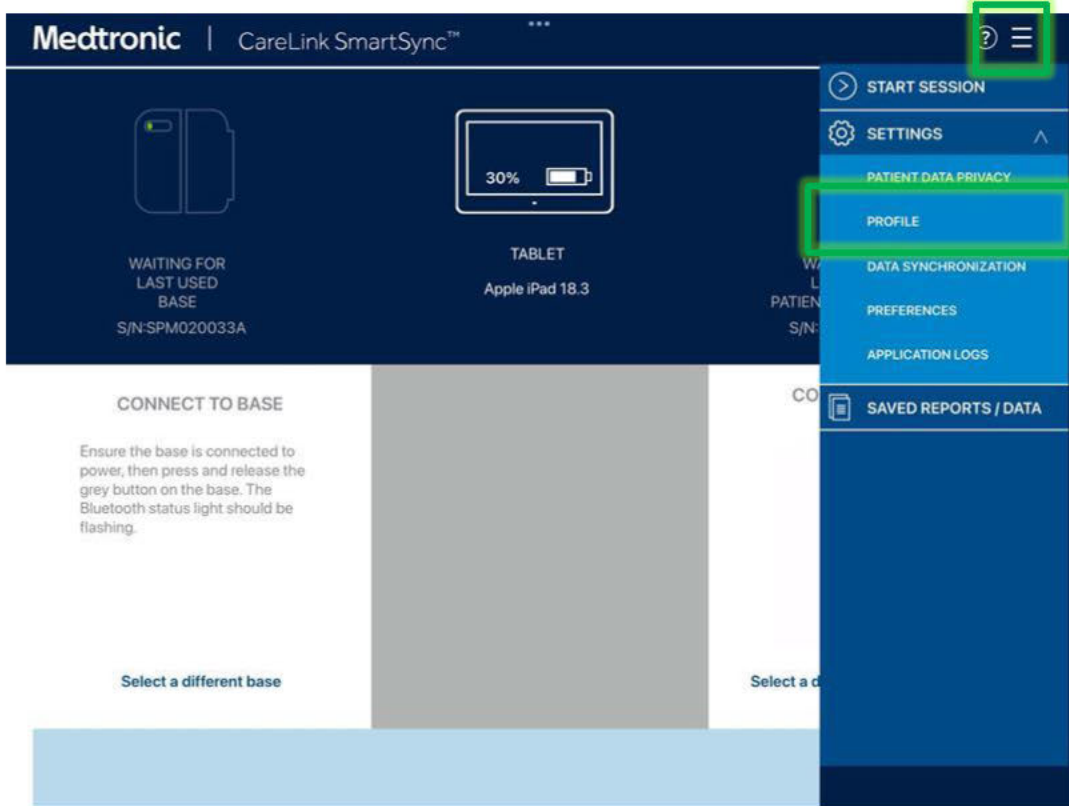 Medtronic | CareLink SmartSync™
?
START SESSION
SETTINGS
PATIENT DATA PRIVACY
PROFILE
DATA SYNCHRONIZATION
PREFERENCES
APPLICATION LOGS
SAVED REPORTS / DATA
WAITING FOR
LAST USED
BASE
S/N:SPM020033A
30%
TABLET
Apple iPad 18.3
PATIEN
S/N:
CONNECT TO BASE
Ensure the base is connected to
power, then press and release the
grey button on the base. The
Bluetooth status light should be
flashing.
Select a different base
CO
Select a d